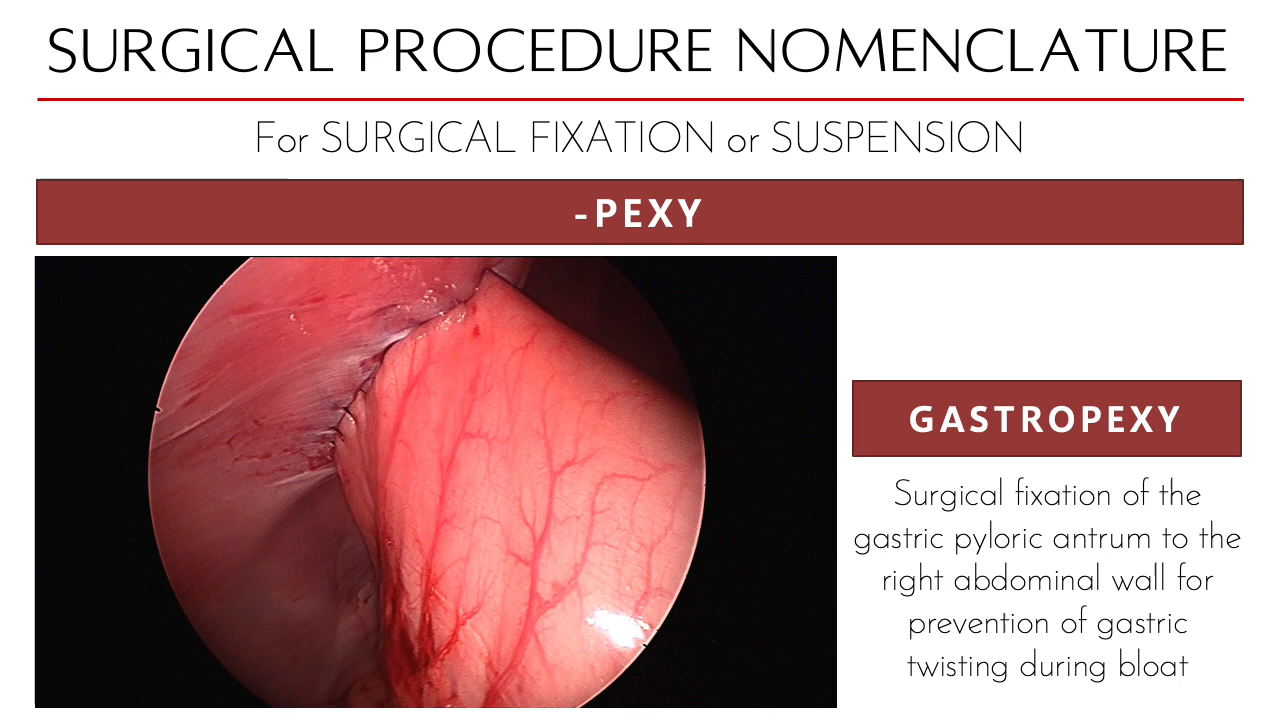 SURGICAL PROCEDURE NOMENCLATURE
For SURGICAL FIXATION or SUSPENSION
-PEXY
GASTROPEXY
Surgical fixation of the
gastric pyloric antrum to the
right abdominal wall for
prevention of gastric
twisting during bloat